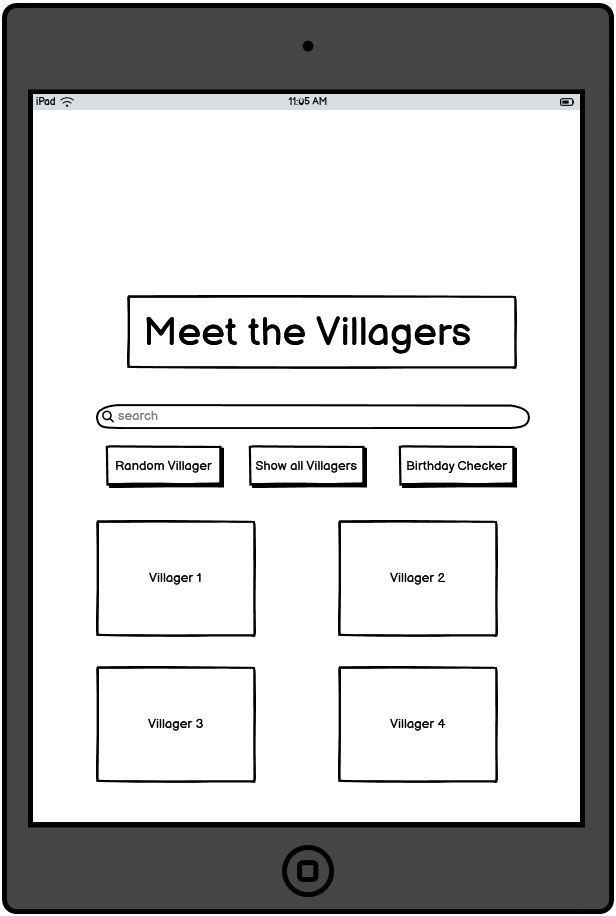 iPad 11:05 AM
Meet the Villagers
search
Random Villager Show all Villagers Birthday Checker
Villager 1 Villager 2
Villager 3 Villager 4